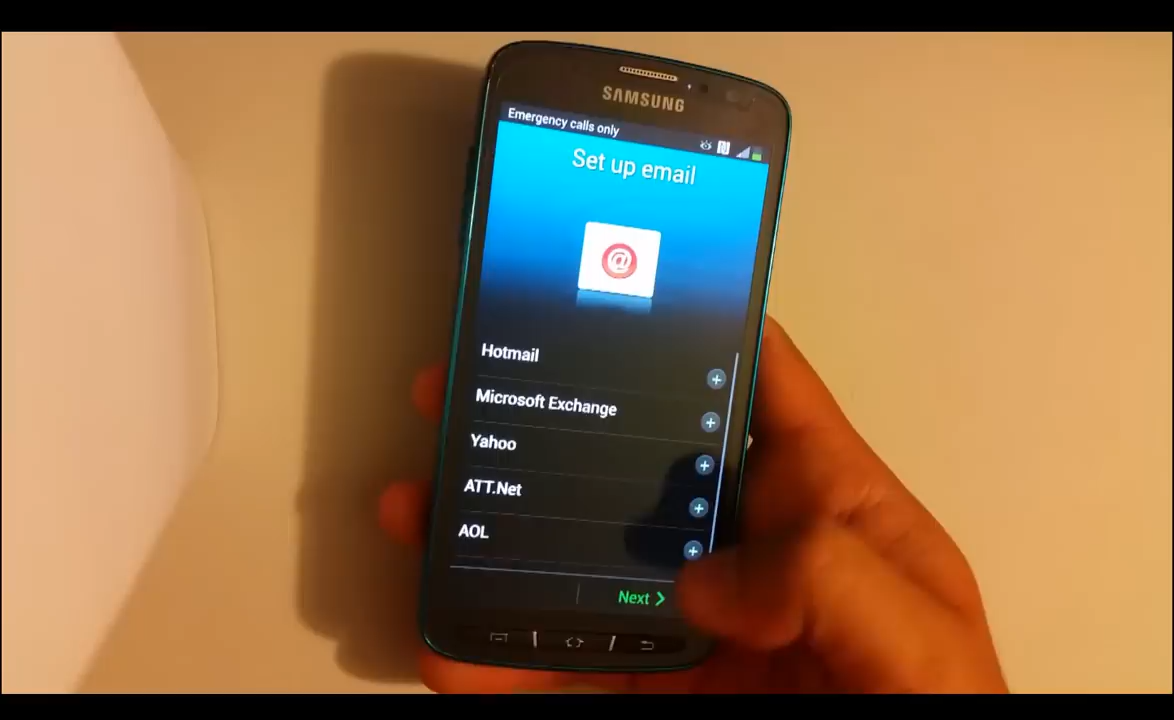 SAMSUNG
Emergency calls only
Set up email
@
Hotmail
Microsoft Exchange
Yahoo
ATT.Net
AOL
Next